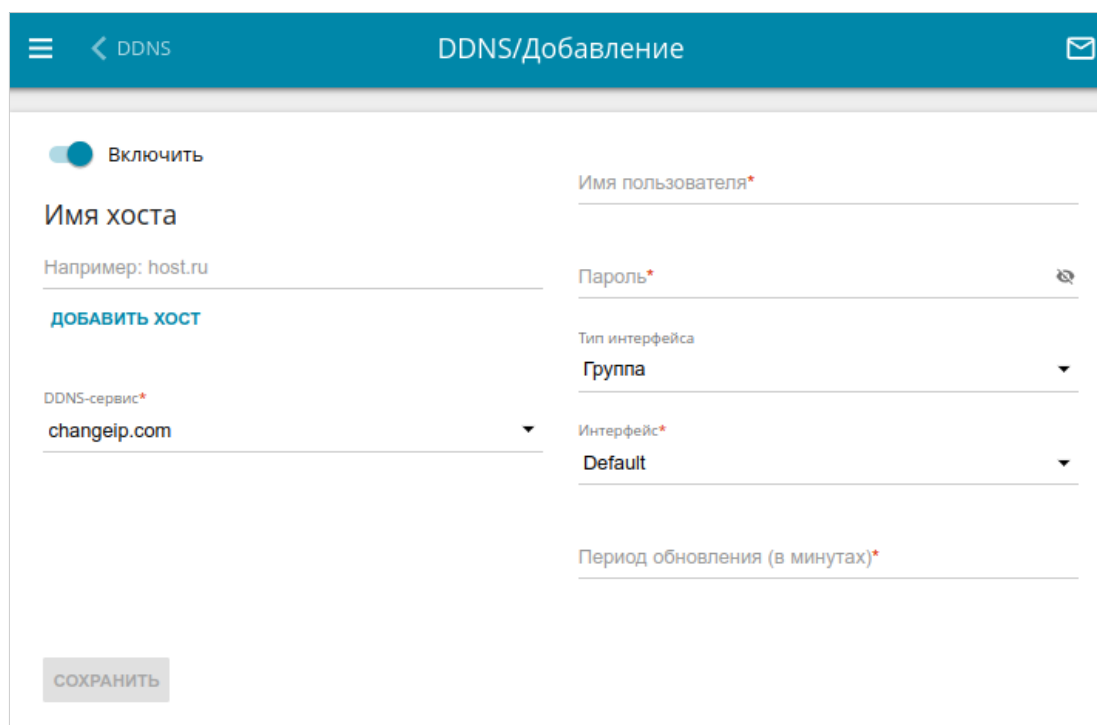 DDNS
DDNS/Добавление
Включить
Имя хоста
Например: host.ru
ДОБАВИТЬ ХОСТ
DDNS-сервис*
changeip.com
Имя пользователя*
Пароль*
Тип интерфейса
Группа
Интерфейс*
Default
Период обновления (в минутах)*
СОХРАНИТЬ